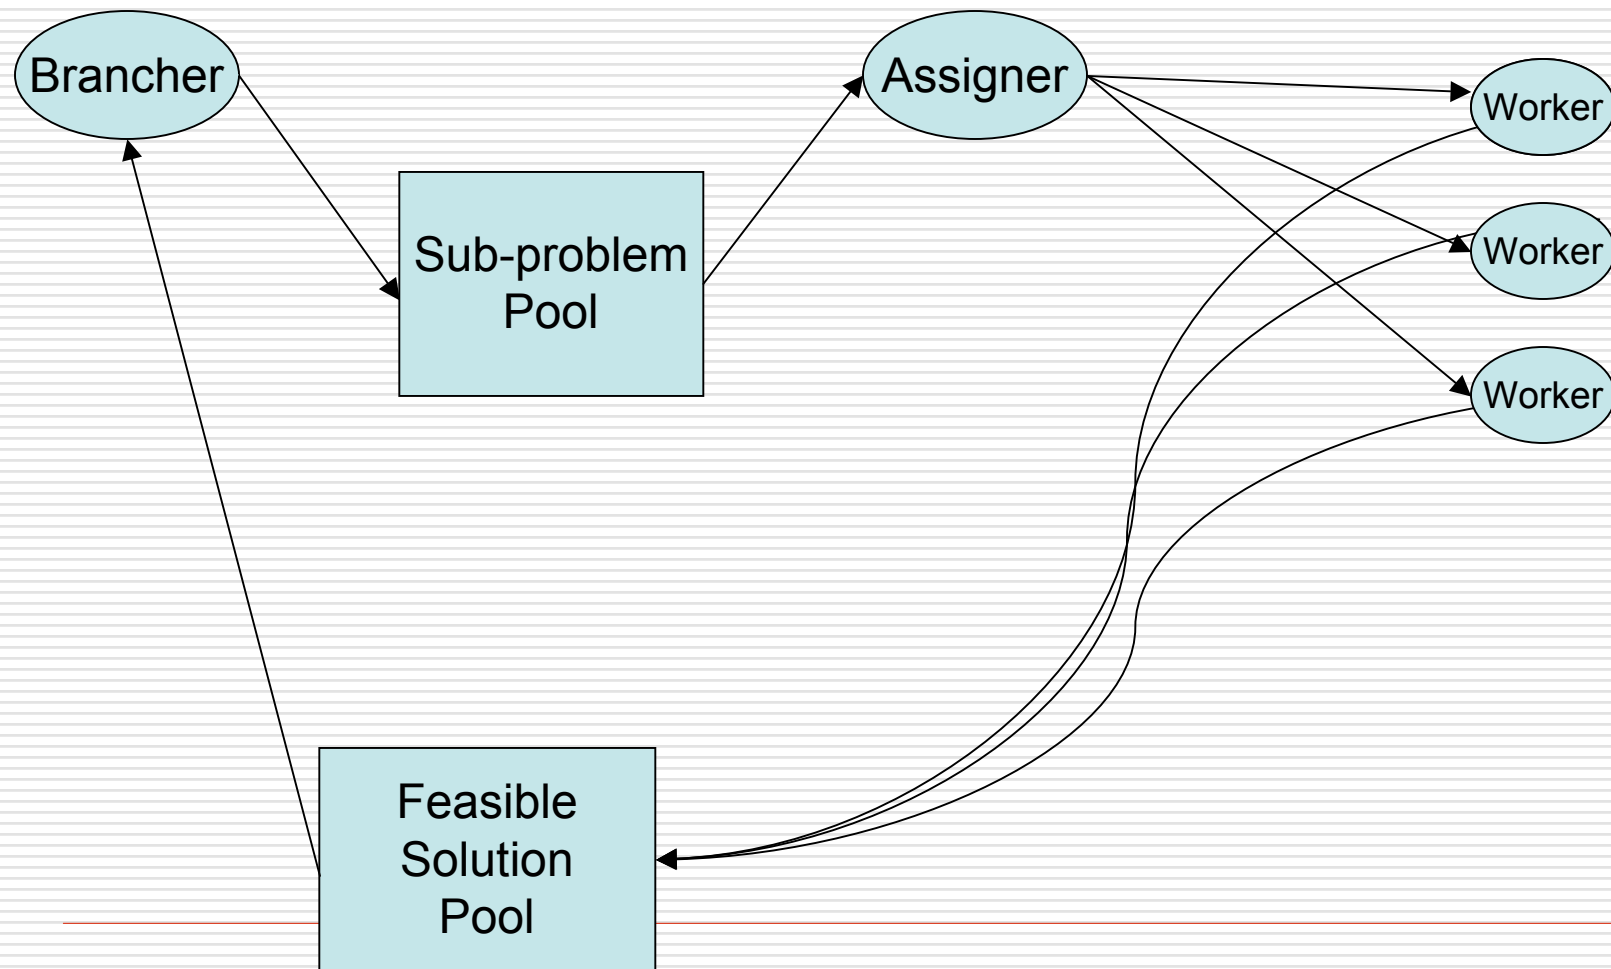 Brancher
Assigner
Worker
Sub-problem
Pool
Worker
Worker
Feasible
Solution
Pool